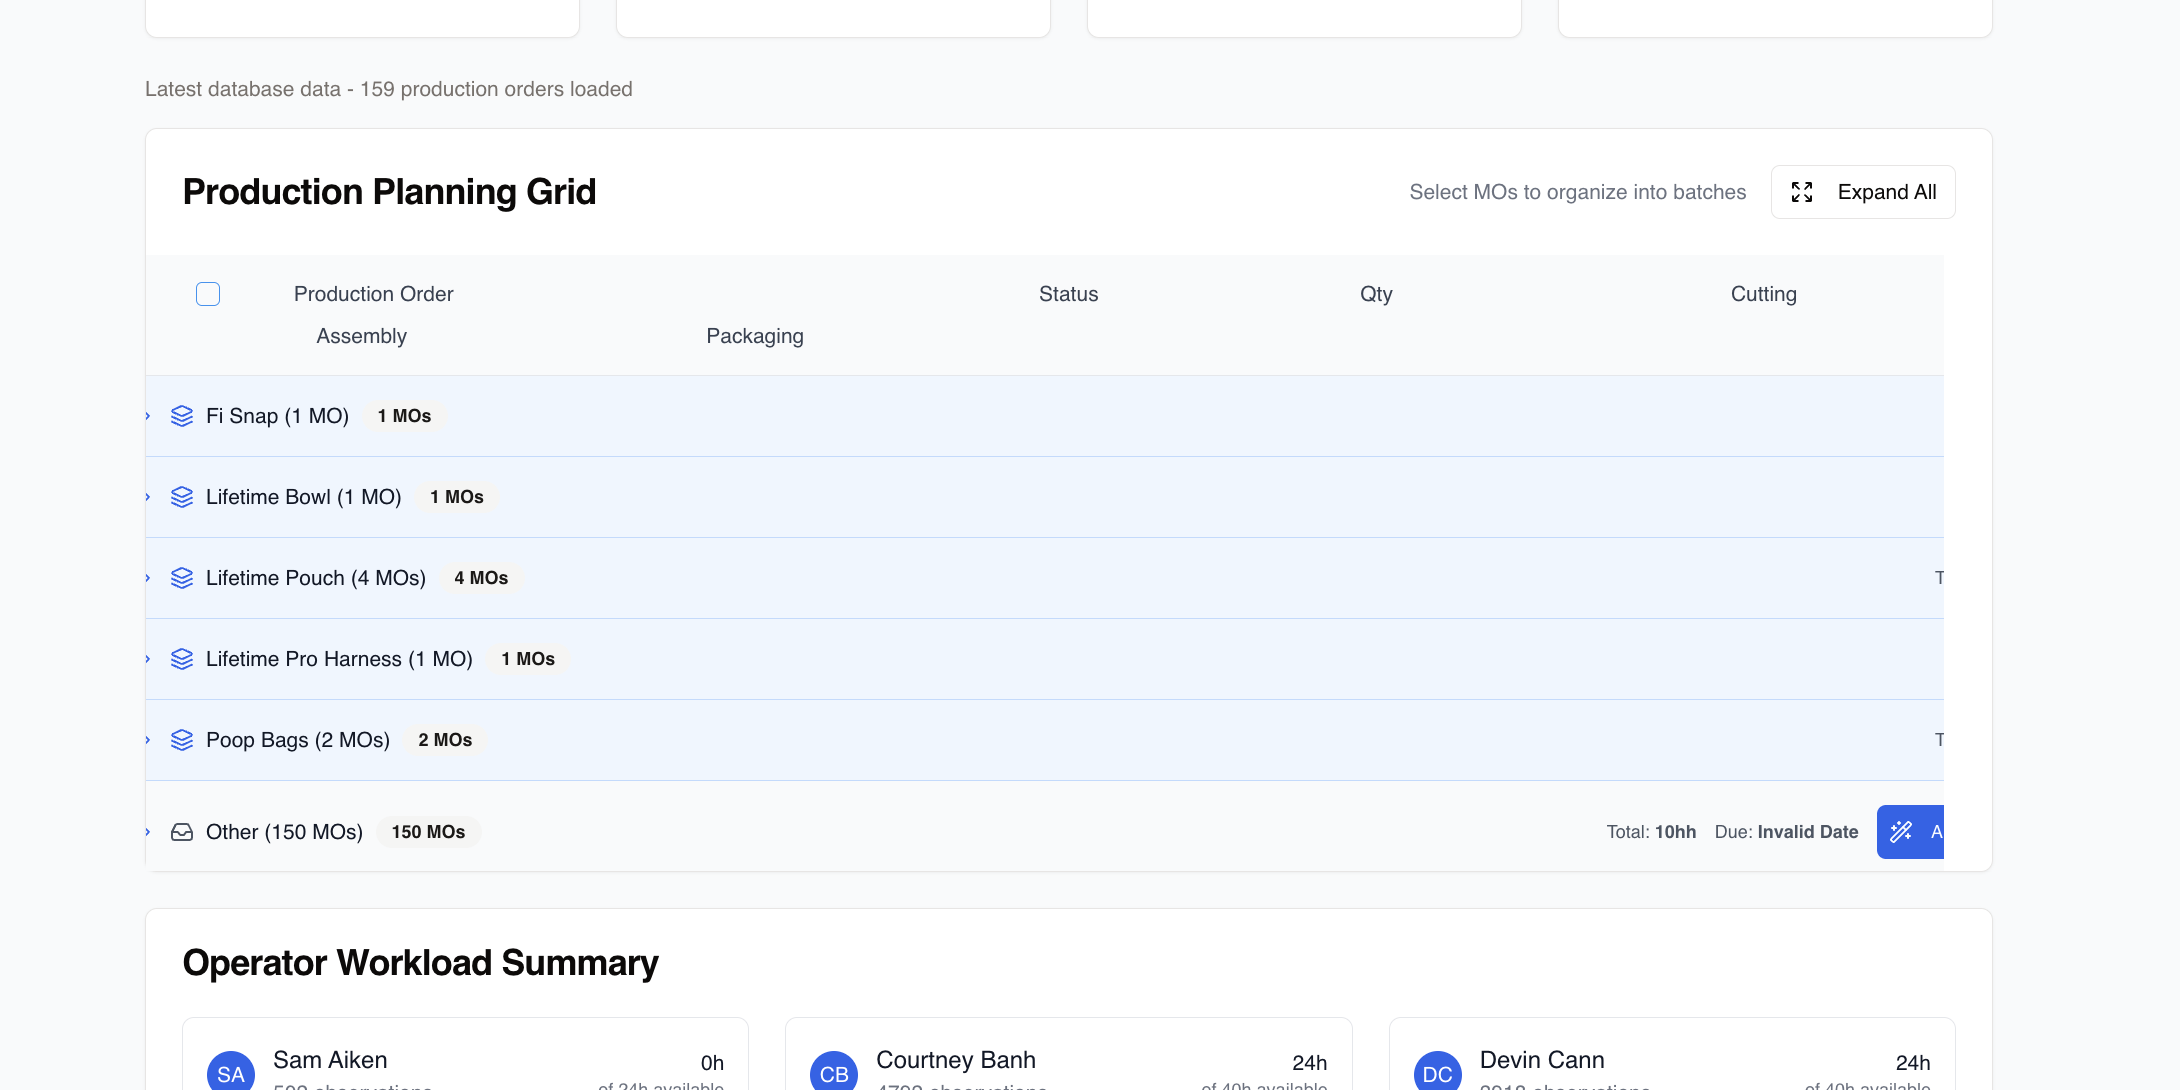 Latest database data - 159 production orders loaded
Production Planning Grid
Select MOs to organize into batches
Expand All
Production Order Status Qty Cutting
Assembly Packaging
Fi Snap (1 MO) 1 MOs
Lifetime Bowl (1 MO) 1 MOs
Lifetime Pouch (4 MOs) 4 MOs T
Lifetime Pro Harness (1 MO) 1 MOs
Poop Bags (2 MOs) 2 MOs T
Other (150 MOs) 150 MOs Total: 10hh Due: Invalid Date A
Operator Workload Summary
SA Sam Aiken 0h
of 24h available
CB Courtney Banh 24h
observations of 40h available
DC Devin Cann 24h
observations of 40h available